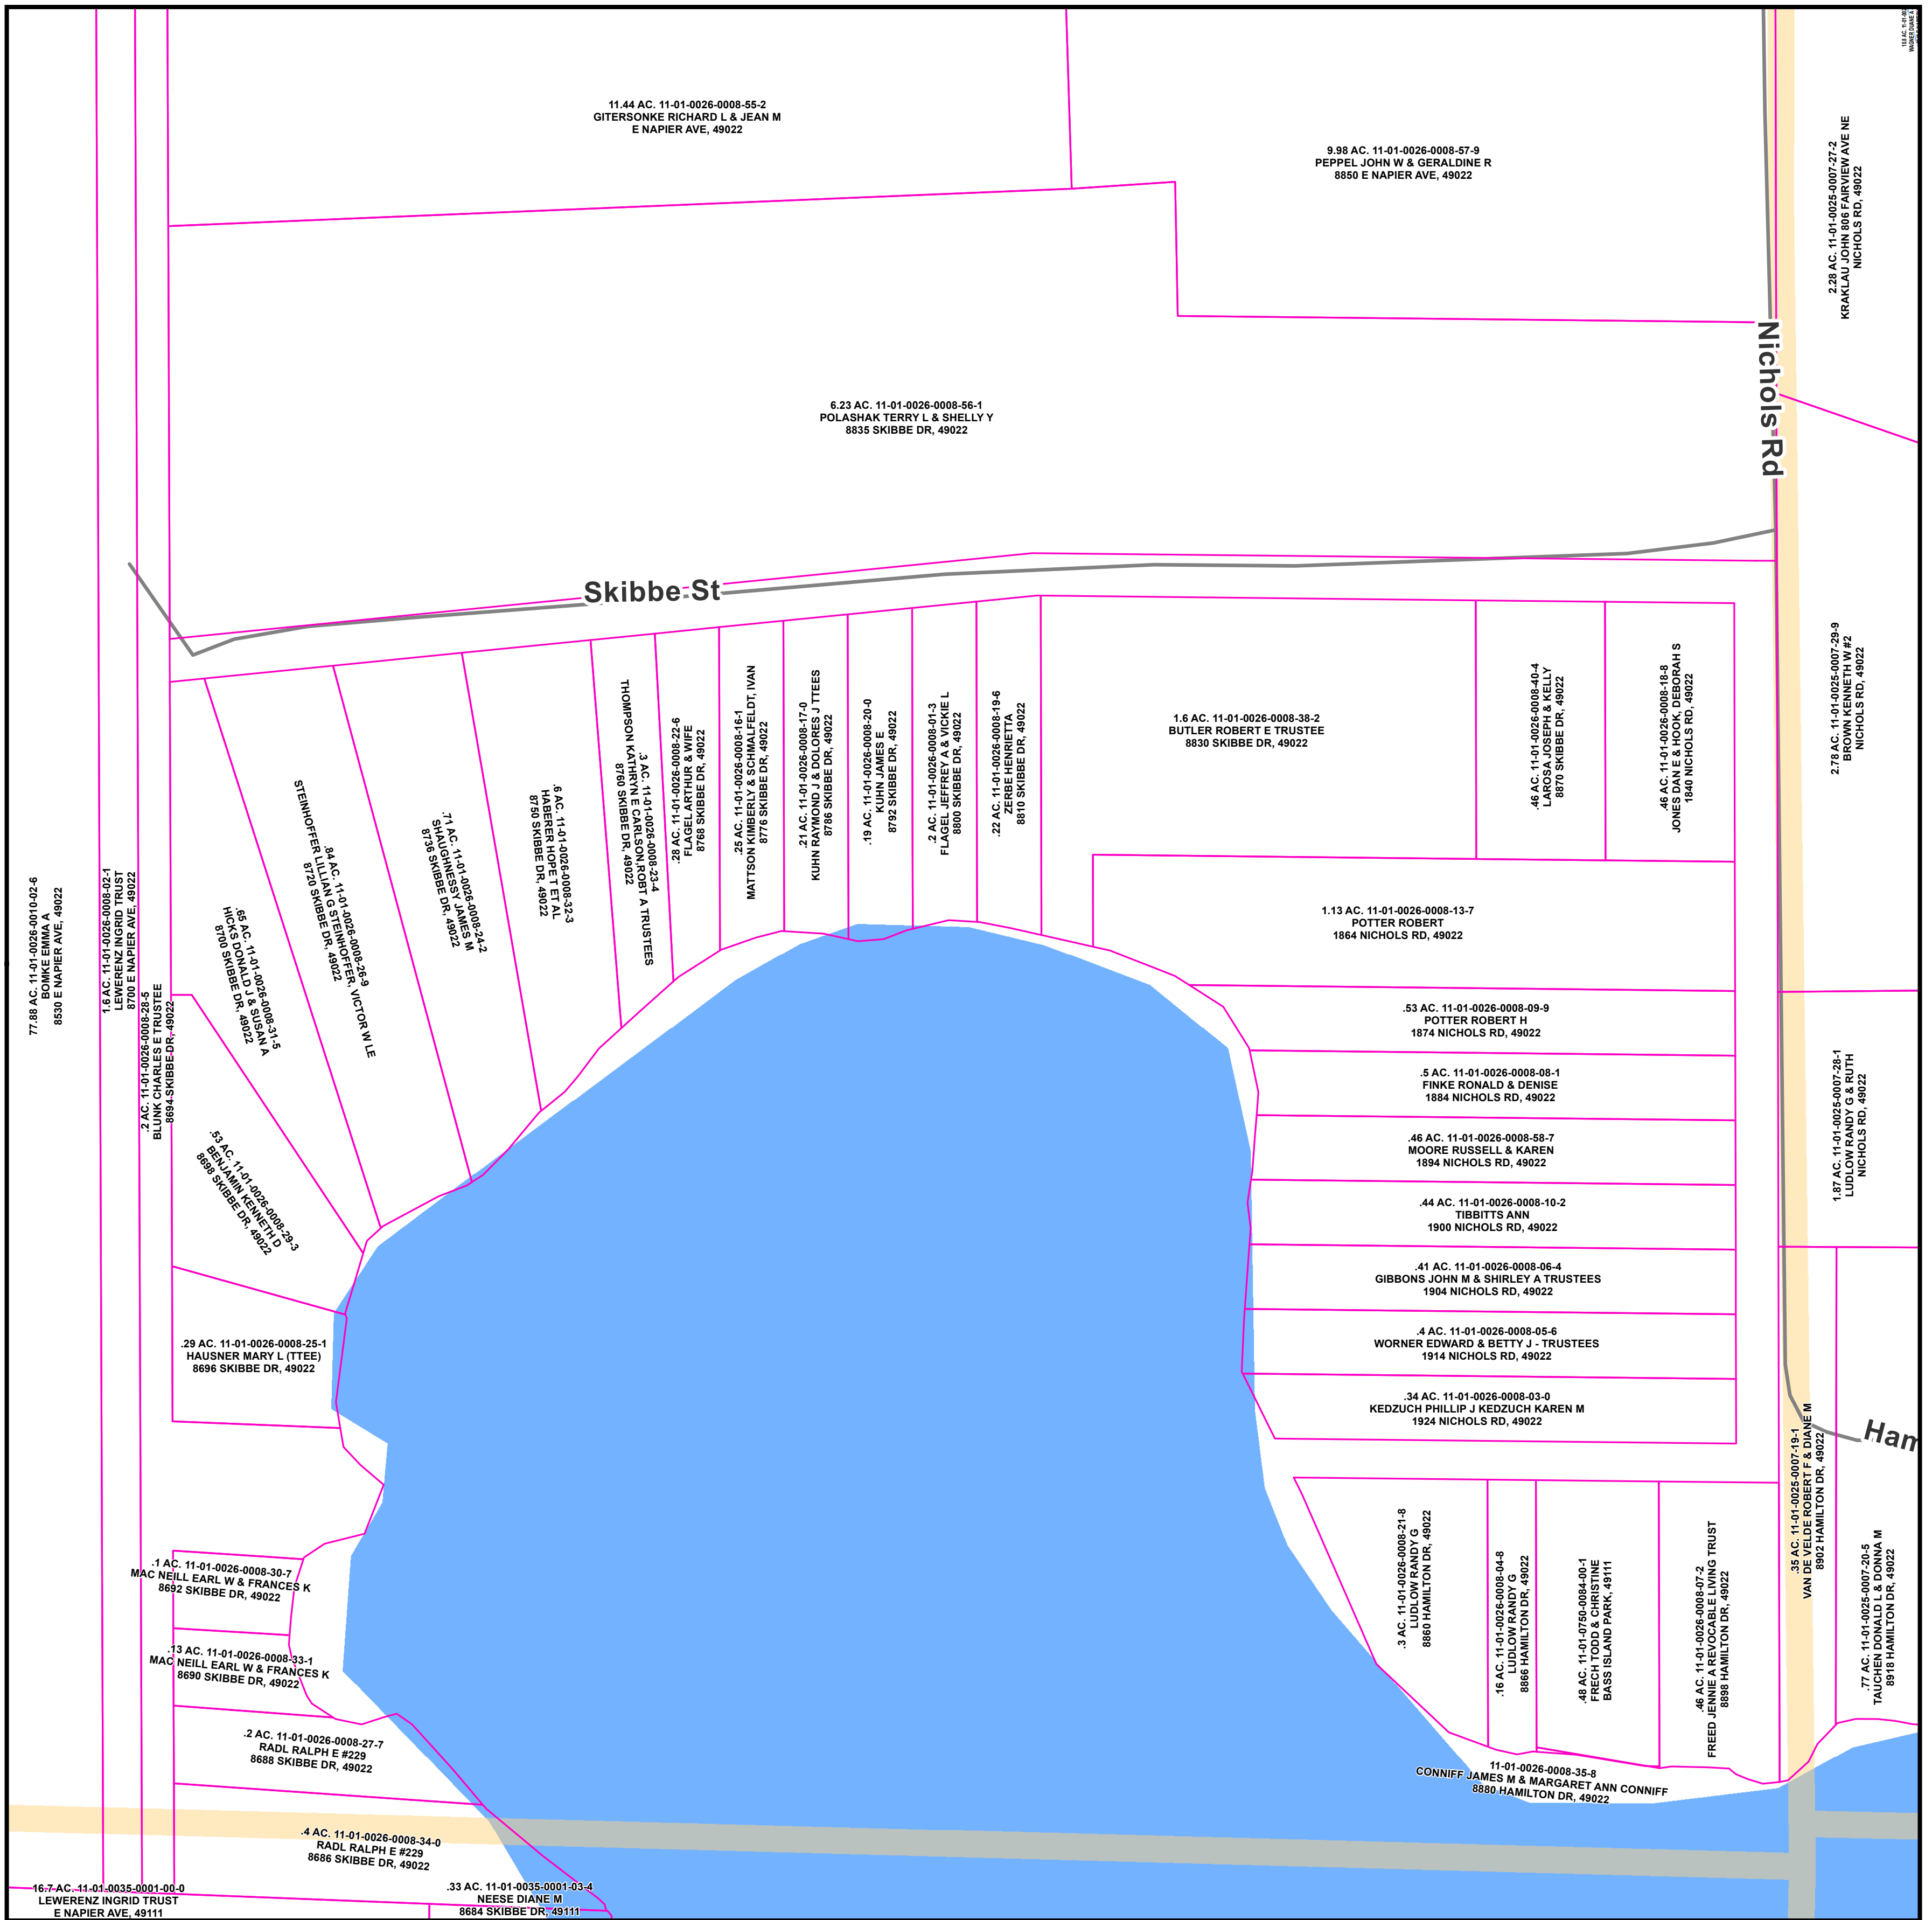 11.44 AC. 11-01-0026-0008-55-2
GITERSONKE RICHARD L & JEAN M
E NAPIER AVE, 49022
9.98 AC. 11-01-0026-0008-57-9
PEPPEL JOHN W & GERALDINE R
8850 E NAPIER AVE, 49022
2.28 AC. 11-01-0025-0007-27-2
KRAKLAU JOHN 806 FAIRVIEW AVE NE
NICHOLS RD, 49022
Nichols Rd
6.23 AC. 11-01-0026-0008-56-1
POLASHAK TERRY L & SHELLY Y
8835 SKIBBE DR, 49022
Skibbe St
2.78 AC. 11-01-0025-0007-29-9
BROWN KENNETH W #2
NICHOLS RD, 49022
77.88 AC. 11-01-0026-0010-02-6
BOMKE EMMA A
8530 E NAPIER AVE, 49022
1.6 AC. 11-01-0026-0008-02-1
LEWERENZ INGRID TRUST
8700 E NAPIER AVE, 49022
.2 AC. 11-01-0026-0008-28-5
BLINK CHARLES E TRUSTEE
8694 SKIBBE DR, 49022
.65 AC. 11-01-0026-0008-31-5
HICKS DONALD J & SUSAN A
8700 SKIBBE DR, 49022
.84 AC. 11-01-0026-0008-26-9
STEINHOFFER LILLIAN G STEINHOFFER, VICTOR W LE
8720 SKIBBE DR, 49022
.71 AC. 11-01-0026-0008-24-2
SHAUGHNESSY JAMES M
8736 SKIBBE DR, 49022
.6 AC. 11-01-0026-0008-32-3
HABERER HOPE T ET AL
8750 SKIBBE DR, 49022
.3 AC. 11-01-0026-0008-23-4
THOMPSON KATHRYN E CARLSON,ROBT A TRUSTEES
8760 SKIBBE DR, 49022
.28 AC. 11-01-0026-0008-22-6
FLAGEL ARTHUR & WIFE
8768 SKIBBE DR, 49022
.25 AC. 11-01-0026-0008-16-1
MATTSON KIMBERLY & SCHMALFELDT, IVAN
8776 SKIBBE DR, 49022
.21 AC. 11-01-0026-0008-17-0
KUHN RAYMOND J & DOLORES J TTEES
8786 SKIBBE DR, 49022
.19 AC. 11-01-0026-0008-20-0
KUHN JAMES E
8792 SKIBBE DR, 49022
.2 AC. 11-01-0026-0008-01-3
FLAGEL JEFFREY A & VICKIE L
8800 SKIBBE DR, 49022
.22 AC. 11-01-0026-0008-19-6
ZERBE HENRIETTA
8810 SKIBBE DR, 49022
1.6 AC. 11-01-0026-0008-38-2
BUTLER ROBERT E TRUSTEE
8830 SKIBBE DR, 49022
.46 AC. 11-01-0026-0008-40-4
LAROSA JOSEPH & KELLY
8870 SKIBBE DR, 49022
.46 AC. 11-01-0026-0008-18-8
JONES DAN E & HOOK, DEBORAH S
1840 NICHOLS RD, 49022
1.13 AC. 11-01-0026-0008-13-7
POTTER ROBERT
1864 NICHOLS RD, 49022
.53 AC. 11-01-0026-0008-09-9
POTTER ROBERT H
1874 NICHOLS RD, 49022
.5 AC. 11-01-0026-0008-08-1
FINKE RONALD & DENISE
1884 NICHOLS RD, 49022
.46 AC. 11-01-0026-0008-58-7
MOORE RUSSELL & KAREN
1894 NICHOLS RD, 49022
.44 AC. 11-01-0026-0008-10-2
TIBBITTS ANN
1900 NICHOLS RD, 49022
.41 AC. 11-01-0026-0008-06-4
GIBBONS JOHN M & SHIRLEY A TRUSTEES
1904 NICHOLS RD, 49022
.4 AC. 11-01-0026-0008-05-6
WORNER EDWARD & BETTY J - TRUSTEES
1914 NICHOLS RD, 49022
.34 AC. 11-01-0026-0008-03-0
KEDZUCH PHILLIP J KEDZUCH KAREN M
1924 NICHOLS RD, 49022
1.87 AC. 11-01-0025-0007-28-1
LUDLOW RANDY G & RUTH
NICHOLS RD, 49022
.53 AC. 11-01-0026-0008-29-3
BENJAMIN KENNETH D
8698 SKIBBE DR, 49022
.29 AC. 11-01-0026-0008-25-1
HAUSNER MARY L (TTEE)
8696 SKIBBE DR, 49022
.1 AC. 11-01-0026-0008-30-7
MAC NEILL EARL W & FRANCES K
8692 SKIBBE DR, 49022
.13 AC. 11-01-0026-0008-33-1
MAC NEILL EARL W & FRANCES K
8690 SKIBBE DR, 49022
.2 AC. 11-01-0026-0008-27-7
RADL RALPH E #229
8688 SKIBBE DR, 49022
.4 AC. 11-01-0026-0008-34-0
RADL RALPH E #229
8686 SKIBBE DR, 49022
16.7 AC. 11-01-0035-0001-00-0
LEWERENZ INGRID TRUST
E NAPIER AVE, 49111
.33 AC. 11-01-0035-0001-03-4
NEESE DIANE M
8684 SKIBBE DR, 49111
Ham
.3 AC. 11-01-0026-0008-21-8
LUDLOW RANDY G
8860 HAMILTON DR, 49022
.16 AC. 11-01-0026-0008-04-8
LUDLOW RANDY G
8866 HAMILTON DR, 49022
.48 AC. 11-01-0750-0084-00-1
FRECH TODD & CHRISTINE
BASS ISLAND PARK, 49111
.46 AC. 11-01-0026-0008-07-2
FREED JENNIE A REVOCABLE LIVING TRUST
8898 HAMILTON DR, 49022
.35 AC. 11-01-0025-0007-19-1
VAN DE VELDE ROBERT F & DIANE M
8902 HAMILTON DR, 49022
.77 AC. 11-01-0025-0007-20-5
TAUCHEN DONALD L & DONNA M
8918 HAMILTON DR, 49022
11-01-0026-0008-35-8
CONNIFF JAMES M & MARGARET ANN CONNIFF
8880 HAMILTON DR, 49022